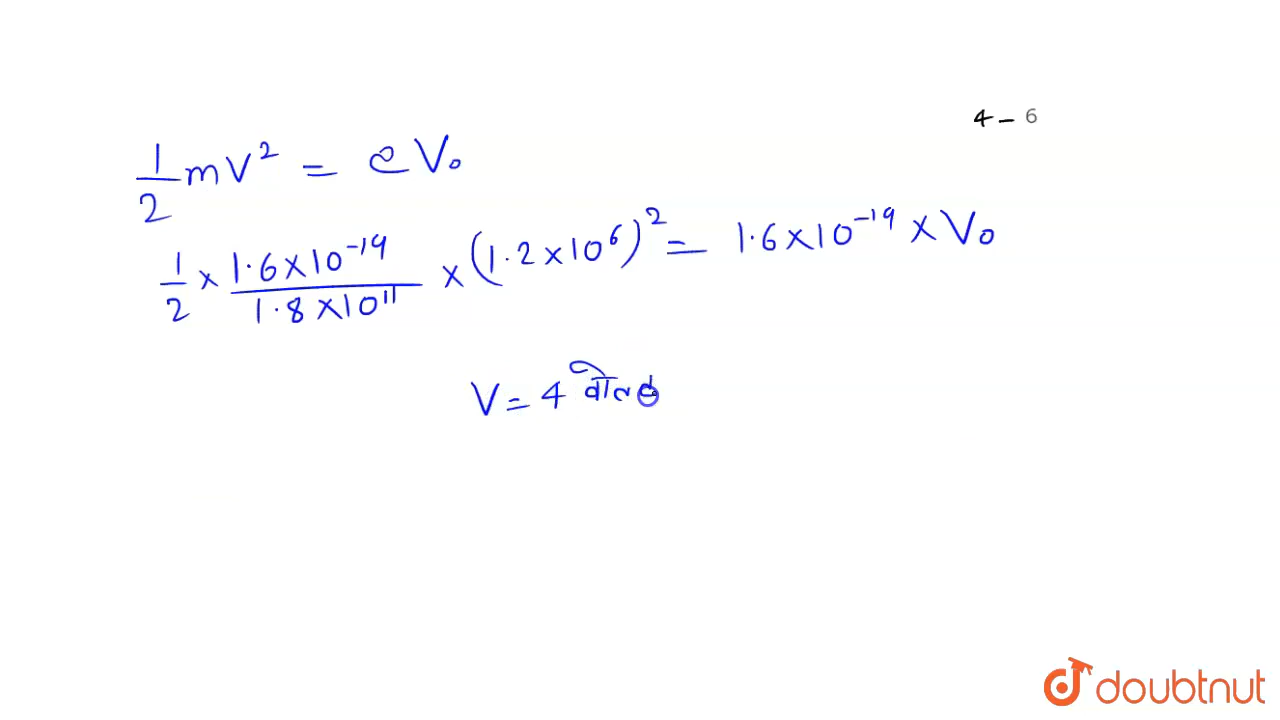 4 - 6
1/2 mv² = eV₀
1/2 × 1.6×10⁻¹⁹/1.8×10¹¹ × (1.2×10⁶)² = 1.6×10⁻¹⁹ × V₀
V = 4
doubtnut